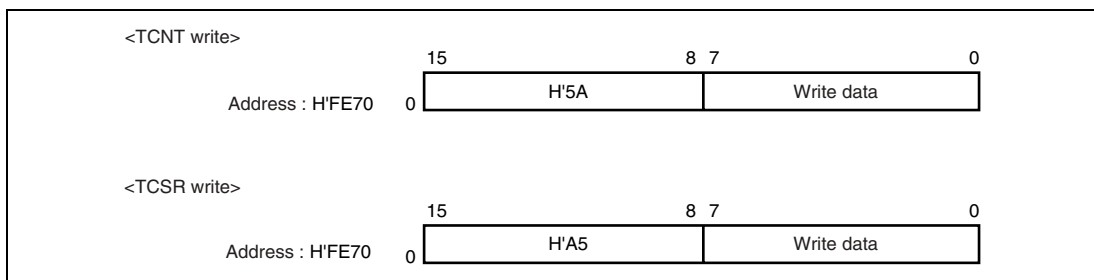 <TCNT write>
15 8 7 0
Address : H'FE70 0 H'5A Write data
<TCSR write>
15 8 7 0
Address : H'FE70 0 H'A5 Write data